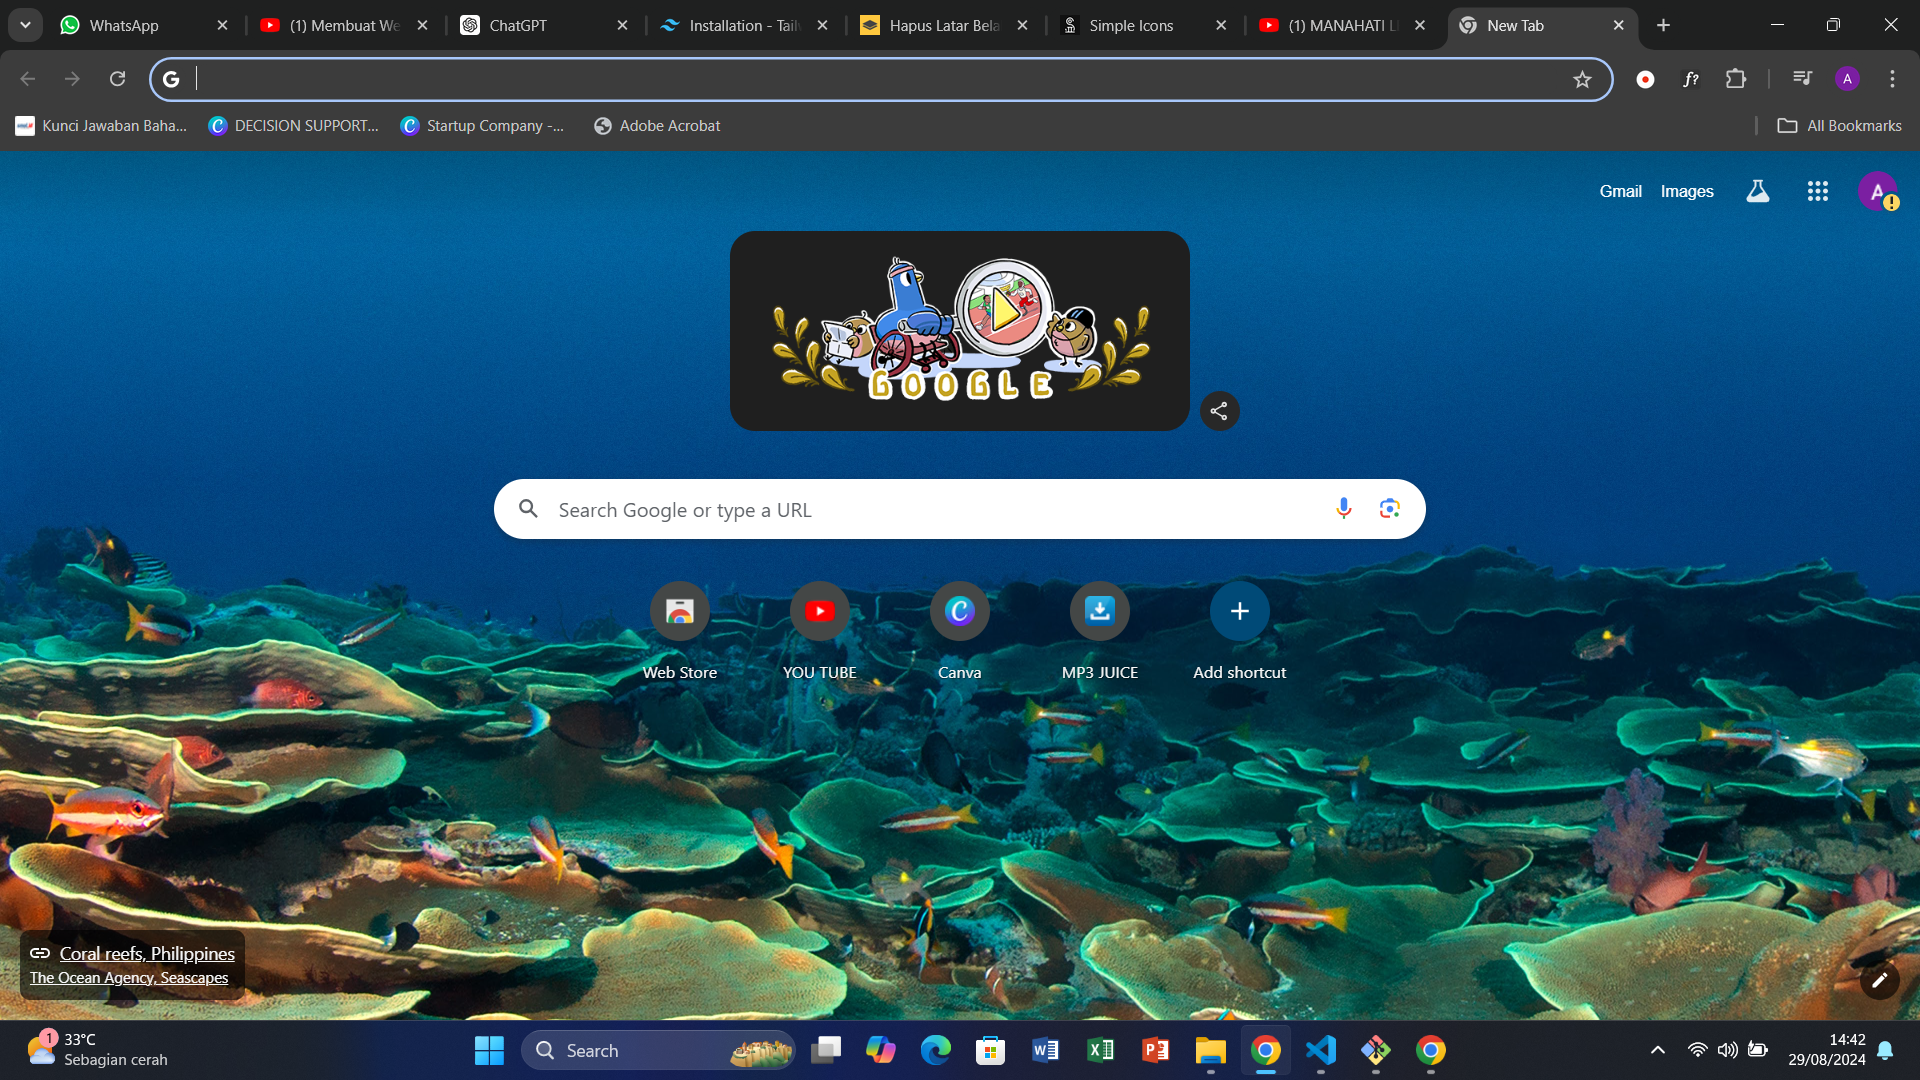 WhatsApp
(1) Membuat We
ChatGPT
Installation - Tail
Hapus Latar Bela
Simple Icons
(1) MANAHATI L
New Tab
f?
A
Kunci Jawaban Baha...
DECISION SUPPORT...
Startup Company -...
Adobe Acrobat
All Bookmarks
Gmail
Images
A
GOOGLE
Search Google or type a URL
Web Store
YOU TUBE
Canva
MP3 JUICE
Add shortcut
Coral reefs, Philippines
The Ocean Agency, Seascapes
1
33°C
Sebagian cerah
Search
14:42
29/08/2024